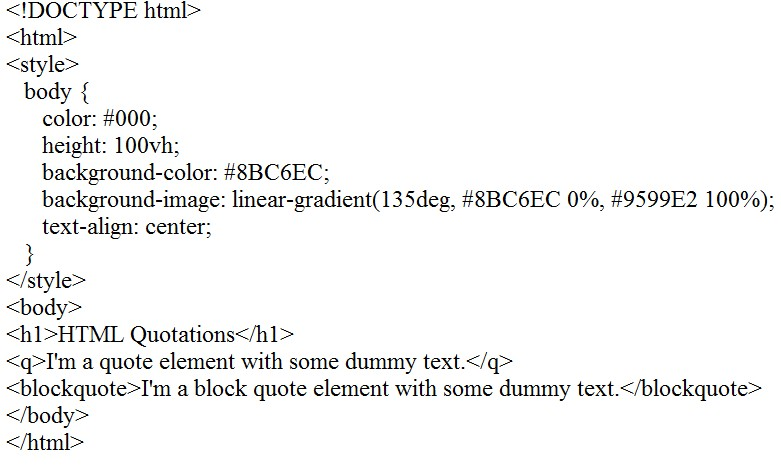 <!DOCTYPE html>
<html>
<style>
body {
color: #000;
height: 100vh;
background-color: #8BC6EC;
background-image: linear-gradient(135deg, #8BC6EC 0%, #9599E2 100%);
text-align: center;
}
</style>
<body>
<h1>HTML Quotations</h1>
<q>I'm a quote element with some dummy text.</q>
<blockquote>I'm a block quote element with some dummy text.</blockquote>
</body>
</html>